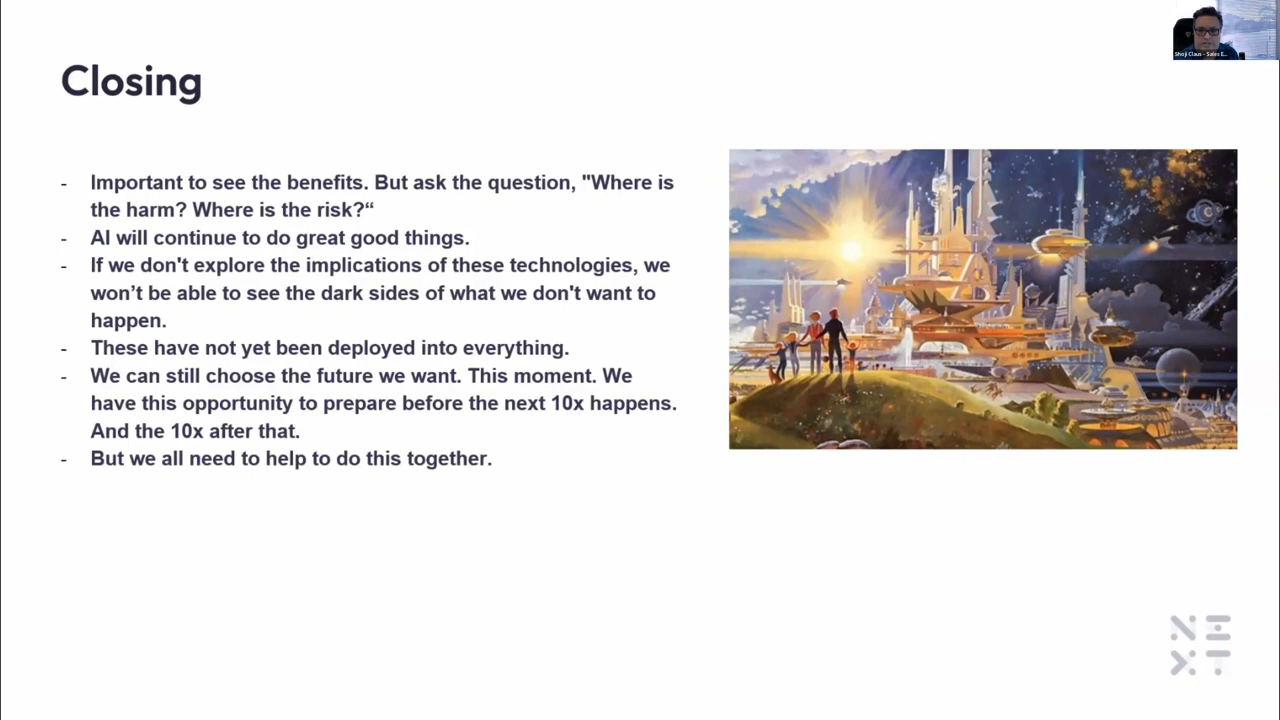 Shoji Claus - Sales E...
Closing
- Important to see the benefits. But ask the question, "Where is
the harm? Where is the risk?“
- AI will continue to do great good things.
- If we don't explore the implications of these technologies, we
won’t be able to see the dark sides of what we don't want to
happen.
- These have not yet been deployed into everything.
- We can still choose the future we want. This moment. We
have this opportunity to prepare before the next 10x happens.
And the 10x after that.
- But we all need to help to do this together.
NE
XT